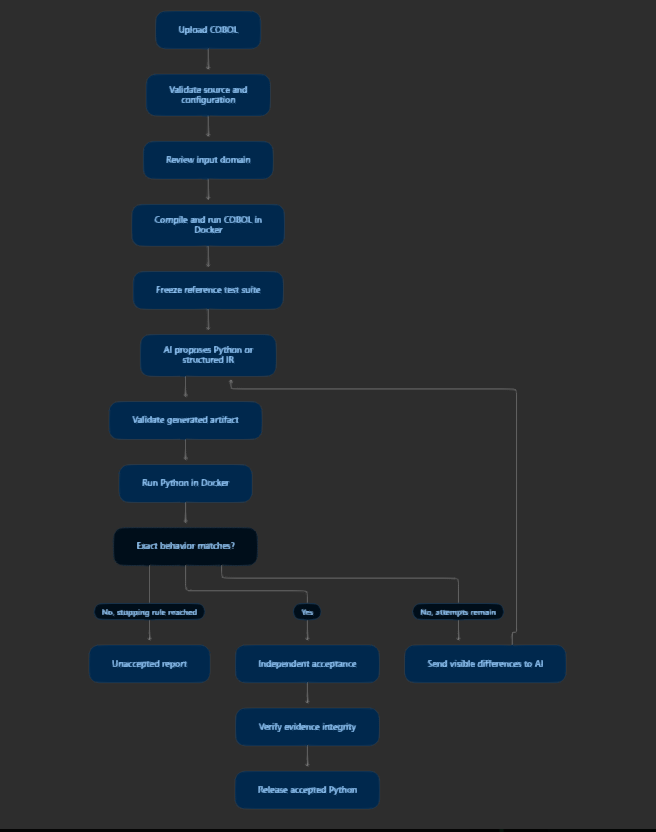 Upload COBOL
Validate source and
configuration
Review input domain
Compile and run COBOL in
Docker
Freeze reference test suite
AI proposes Python or
structured IR
Validate generated artifact
Run Python in Docker
Exact behavior matches?
No, stopping rule reached
Yes
No, attempts remain
Unaccepted report
Independent acceptance
Send visible differences to AI
Verify evidence integrity
Release accepted Python